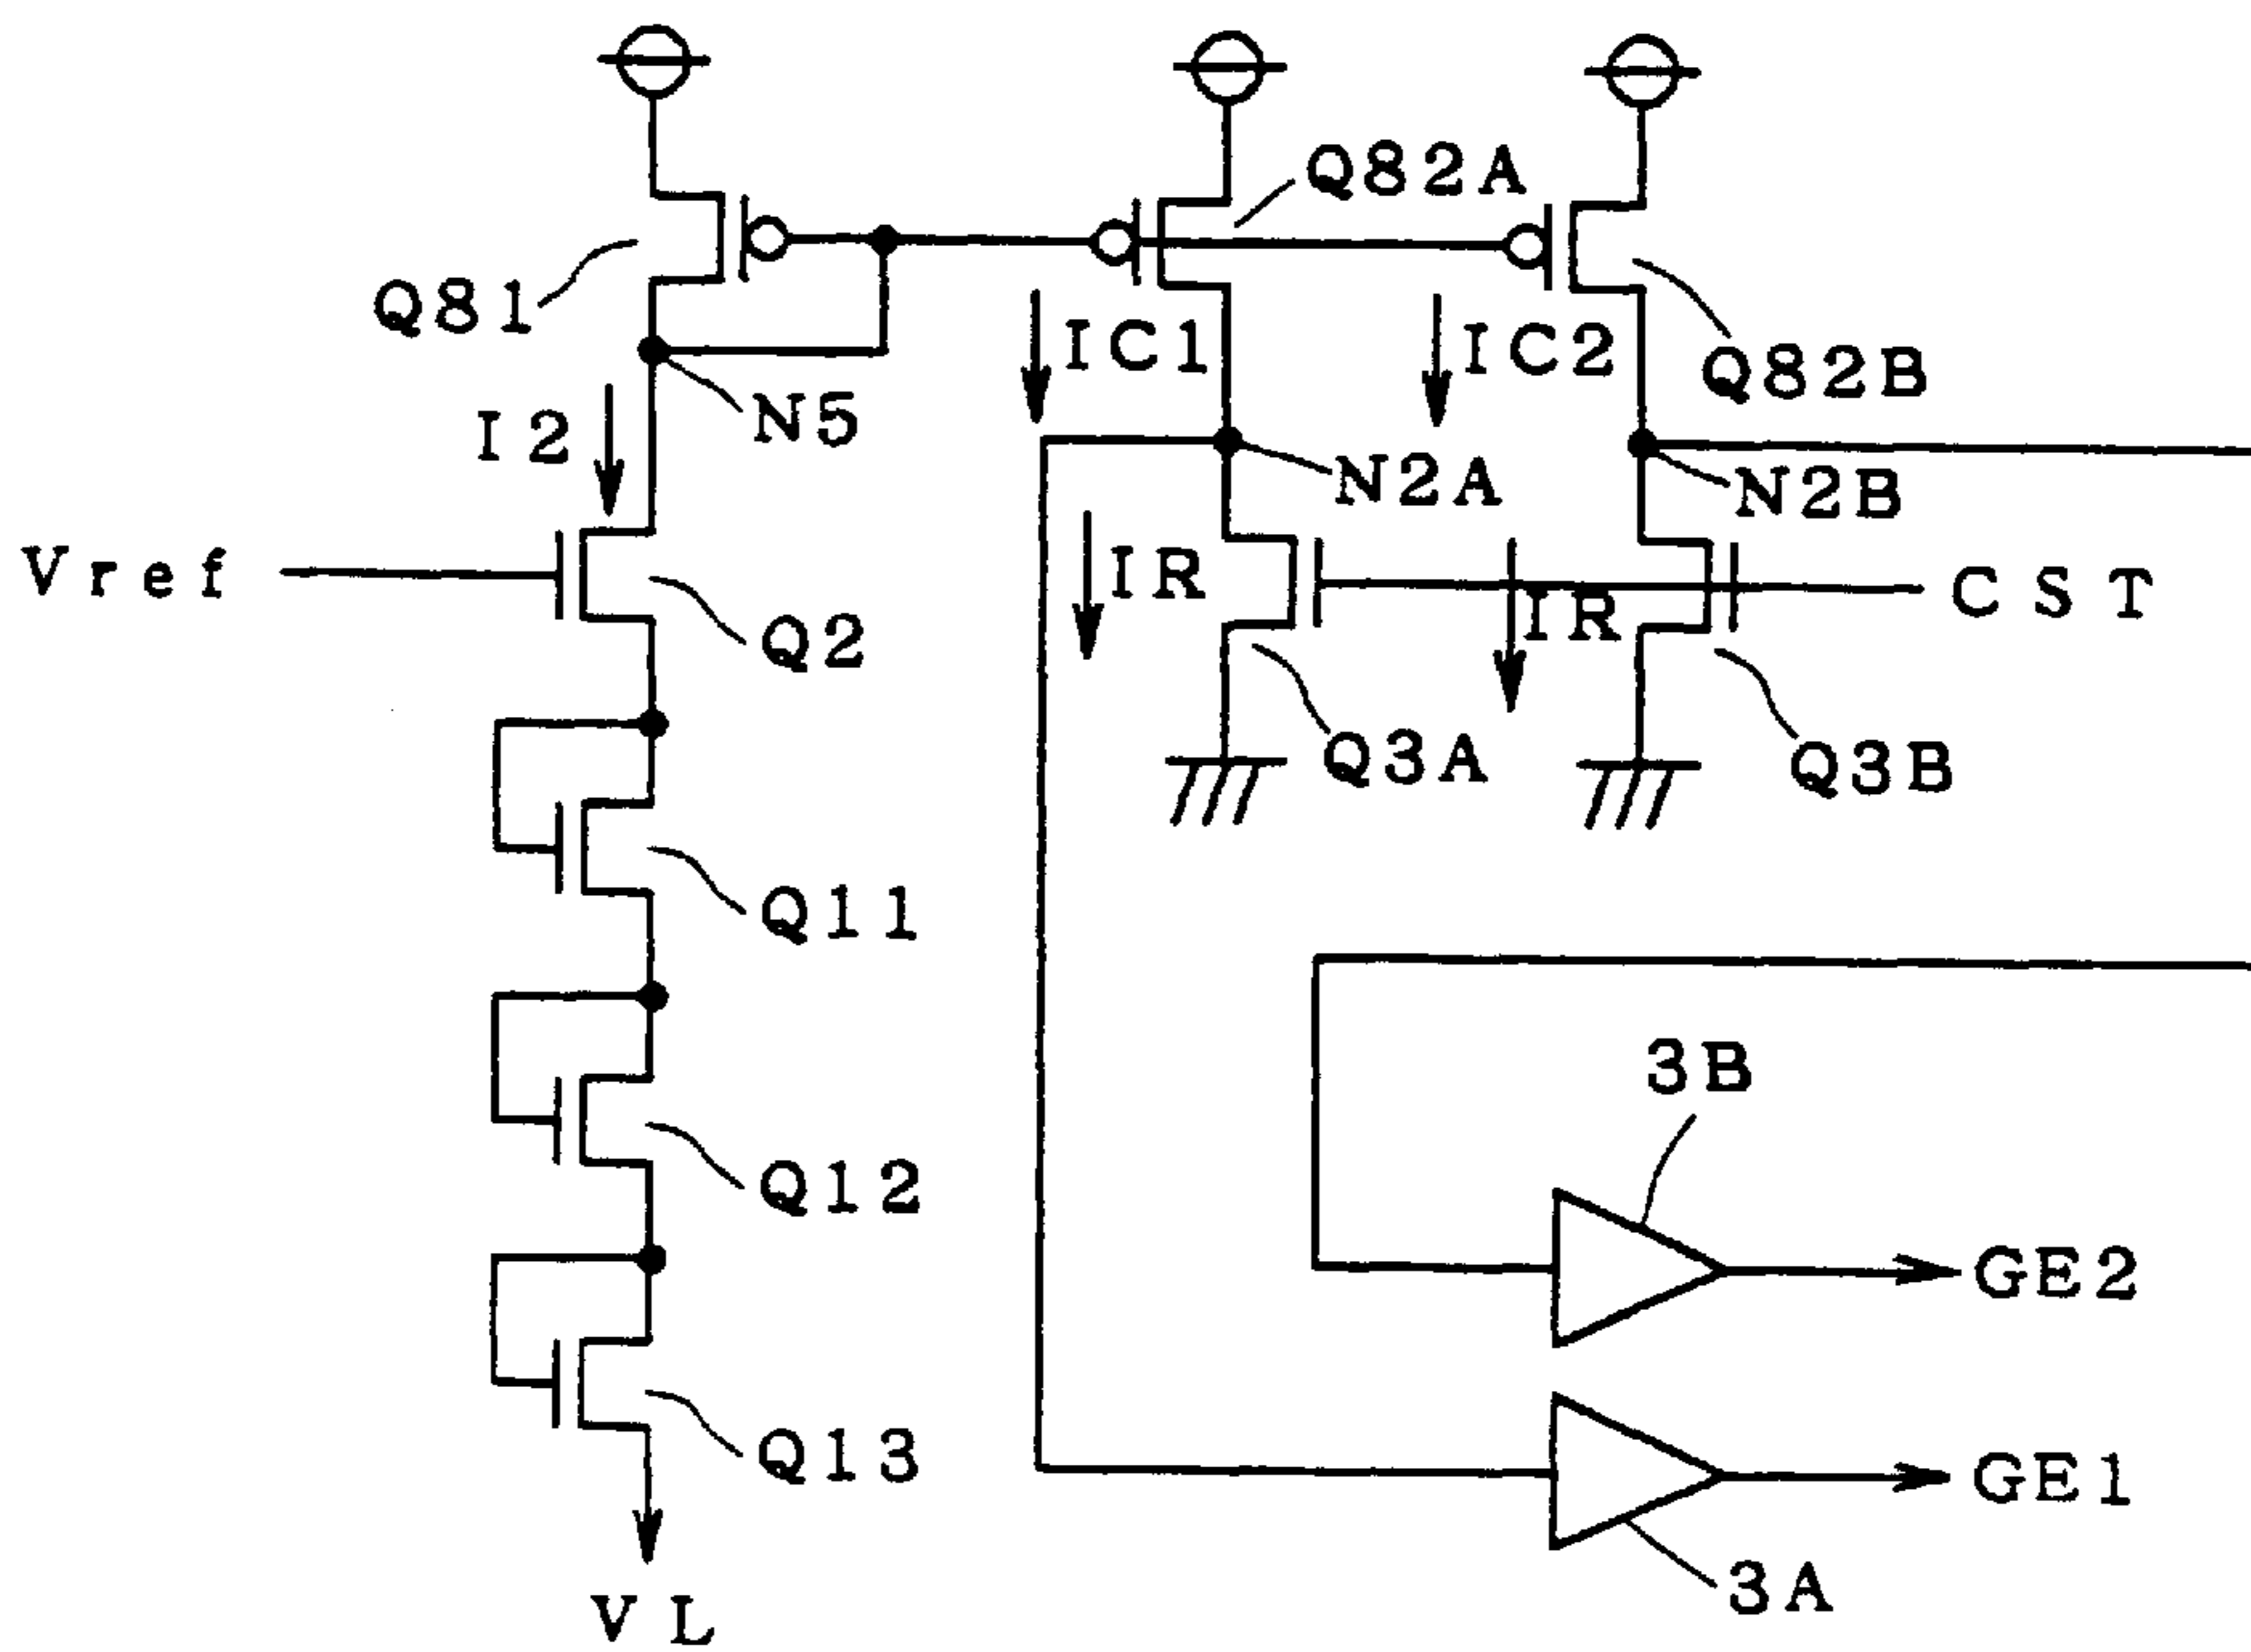 Q82A
Q81
IC1
IC2
Q82B
I2
N5
N2A
N2B
Vref
IR
IR
CST
Q2
Q3A
Q3B
Q11
3B
Q12
GE2
Q13
GE1
3A
VL